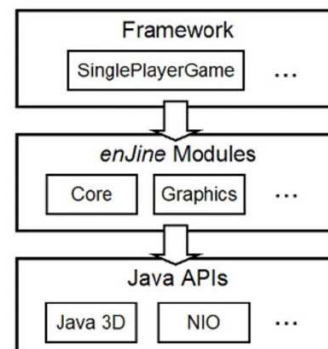 Framework
SinglePlayerGame ...
enJine Modules
Core Graphics ...
Java APIs
Java 3D NIO ...